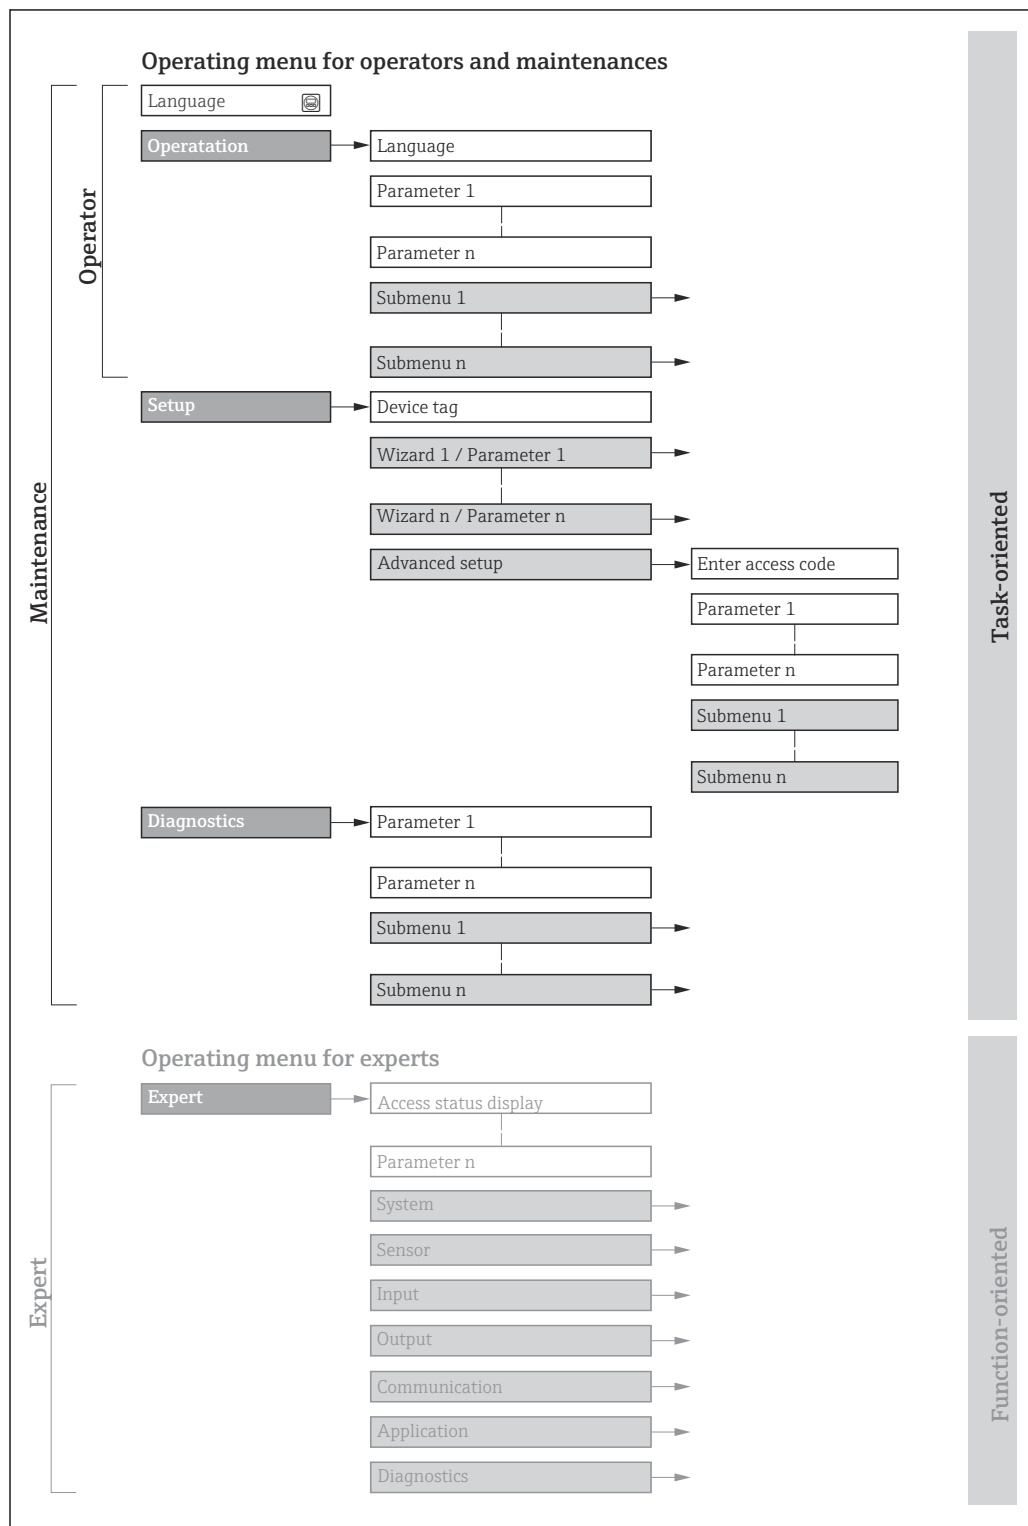 Operating menu for operators and maintenances
Language
Operatation
Language
Parameter 1
Parameter n
Submenu 1
Submenu n
Operator
Setup
Device tag
Wizard 1 / Parameter 1
Wizard n / Parameter n
Advanced setup
Enter access code
Parameter 1
Parameter n
Submenu 1
Submenu n
Maintenance
Task-oriented
Diagnostics
Parameter 1
Parameter n
Submenu 1
Submenu n
Operating menu for experts
Expert
Access status display
Parameter n
System
Sensor
Input
Output
Communication
Application
Diagnostics
Expert
Function-oriented